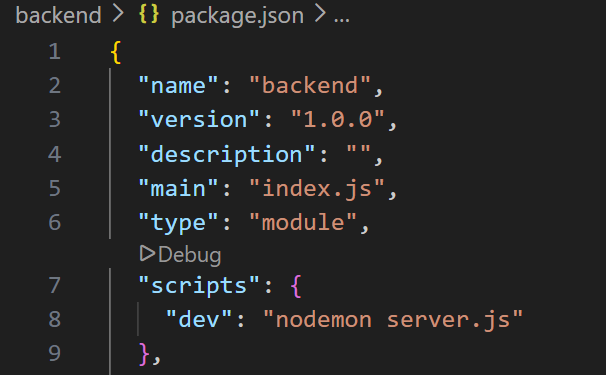 backend > {} package.json > ...
1 {
2 "name": "backend",
3 "version": "1.0.0",
4 "description": "",
5 "main": "index.js",
6 "type": "module",
Debug
7 "scripts": {
8 "dev": "nodemon server.js"
9 },